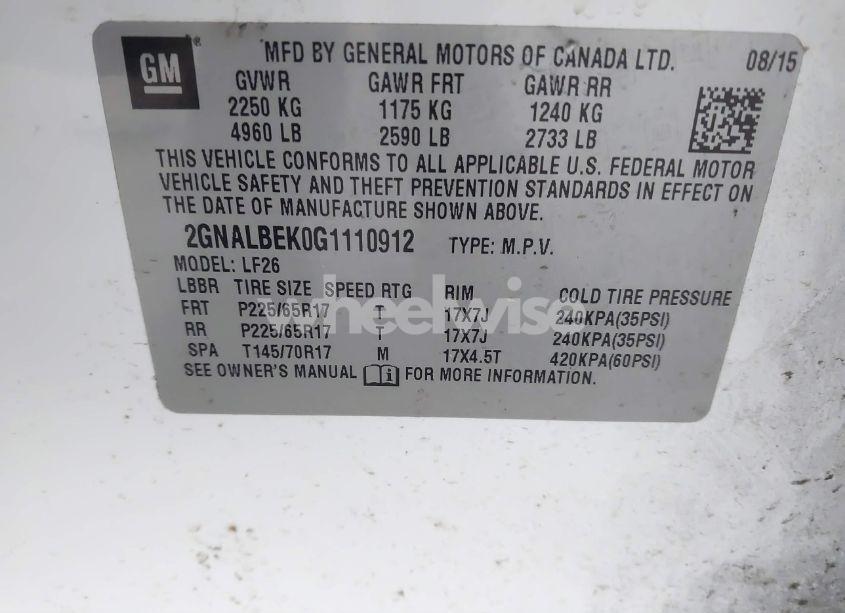 GM
MFD BY GENERAL MOTORS OF CANADA LTD. 08/15
GVWR GAWR FRT GAWR RR
2250 KG 1175 KG 1240 KG
4960 LB 2590 LB 2733 LB
THIS VEHICLE CONFORMS TO ALL APPLICABLE U.S. FEDERAL MOTOR
VEHICLE SAFETY AND THEFT PREVENTION STANDARDS IN EFFECT ON
THE DATE OF MANUFACTURE SHOWN ABOVE.
2GNALBEK0G1110912 TYPE: M.P.V.
MODEL: LF26
LBBR TIRE SIZE SPEED RTG RIM COLD TIRE PRESSURE
FRT P225/65R17 T 17X7J 240KPA(35PSI)
RR P225/65R17 T 17X7J 240KPA(35PSI)
SPA T145/70R17 M 17X4.5T 420KPA(60PSI)
SEE OWNER'S MANUAL FOR MORE INFORMATION.
wheelwise